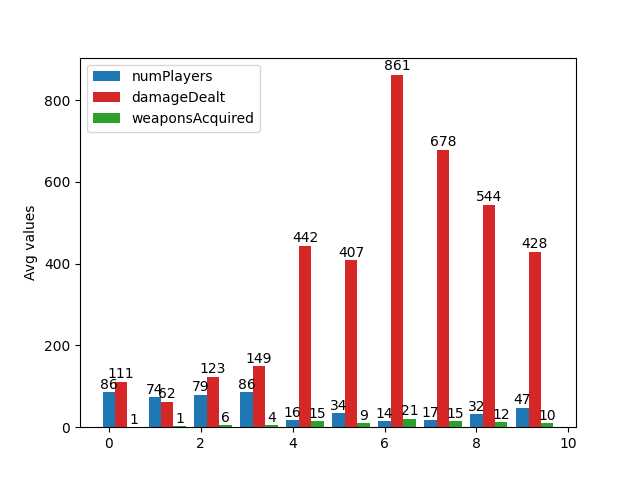 numPlayers
damageDealt
weaponsAcquired
Avg values
800
600
400
200
0
86 111 1
74 62 1
79 123 6
86 149 4
16 442 15
34 407 9
14 861 21
17 678 15
32 544 12
47 428 10
0 2 4 6 8 10